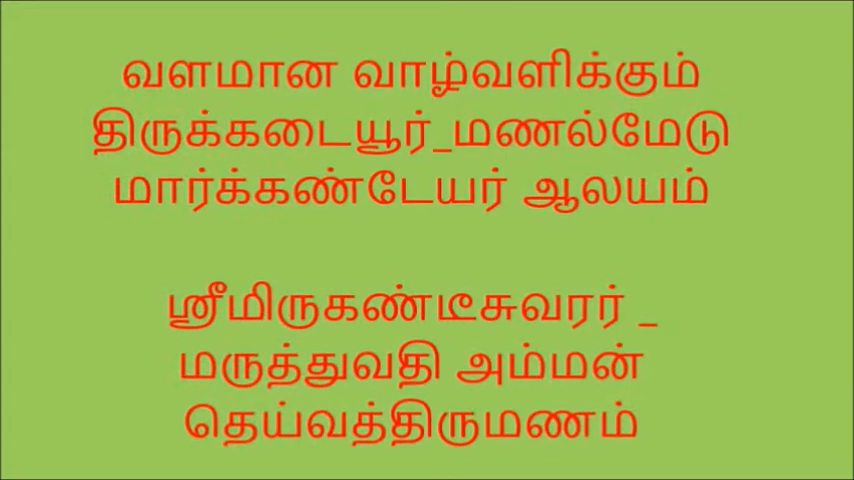 வளமான வாழ்வளிக்கும்
திருக்கடையூர்_மணல்மேடு
மார்க்கண்டேயர் ஆலயம்
ஸ்ரீமிருகண்டீசுவரர் _
மருத்துவதி அம்மன்
தெய்வத்திருமணம்